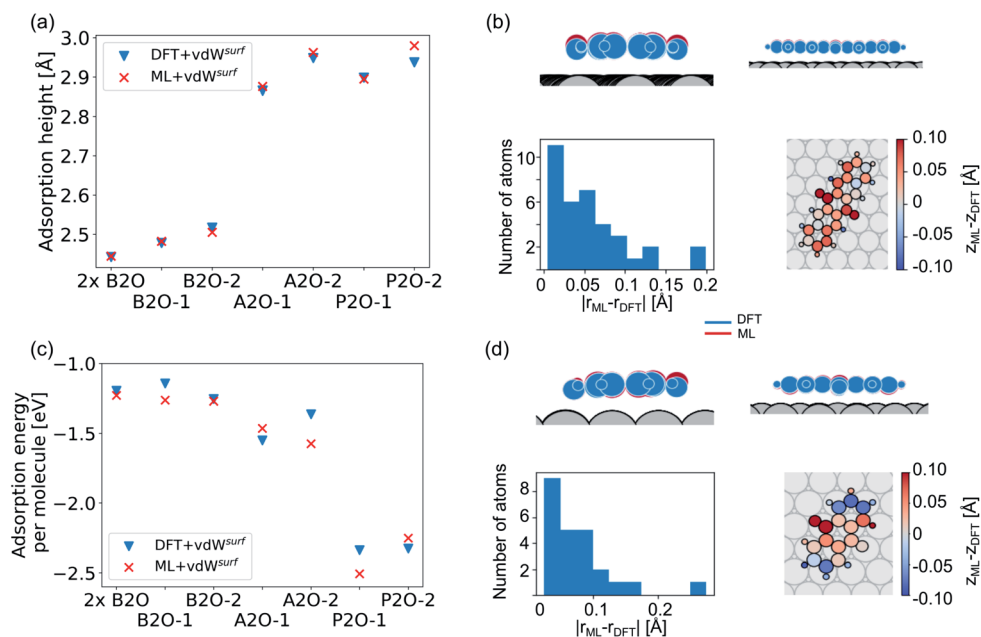 (a)
3.0
2.9
2.8
2.7
2.6
2.5
Adsorption height [Å]
DFT+vdW^surf
ML+vdW^surf
2x B2O
B2O-1
B2O-2
A2O-1
A2O-2
P2O-1
P2O-2
(b)
10
8
6
4
2
Number of atoms
0
0.05
0.1
0.15
0.2
|r_ML-r_DFT| [Å]
0.10
0.05
0
-0.05
-0.10
z_ML-z_DFT [Å]
DFT
ML
(c)
−1.0
−1.5
−2.0
−2.5
Adsorption energy
per molecule [eV]
DFT+vdW^surf
ML+vdW^surf
2x B2O
B2O-1
B2O-2
A2O-1
A2O-2
P2O-1
P2O-2
(d)
8
6
4
2
Number of atoms
0
0.1
0.2
|r_ML-r_DFT| [Å]
0.10
0.05
0
-0.05
-0.10
z_ML-z_DFT [Å]